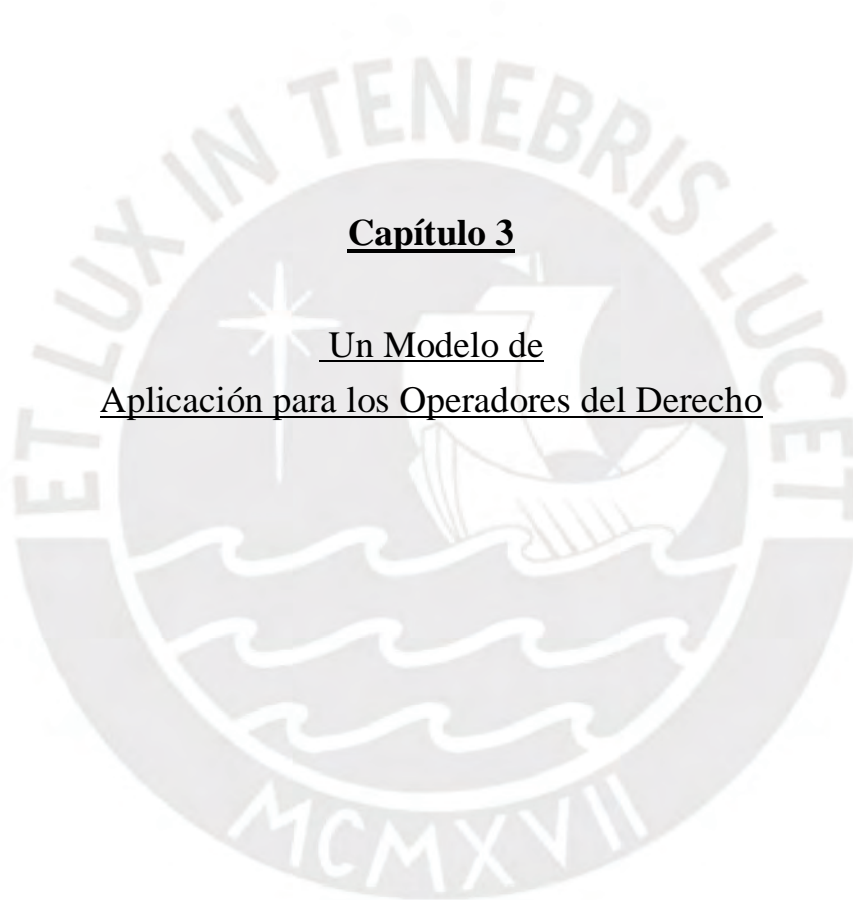 ET LUX IN TENEBRIS LUCET
Capítulo 3
Un Modelo de
Aplicación para los Operadores del Derecho
MCMXVII